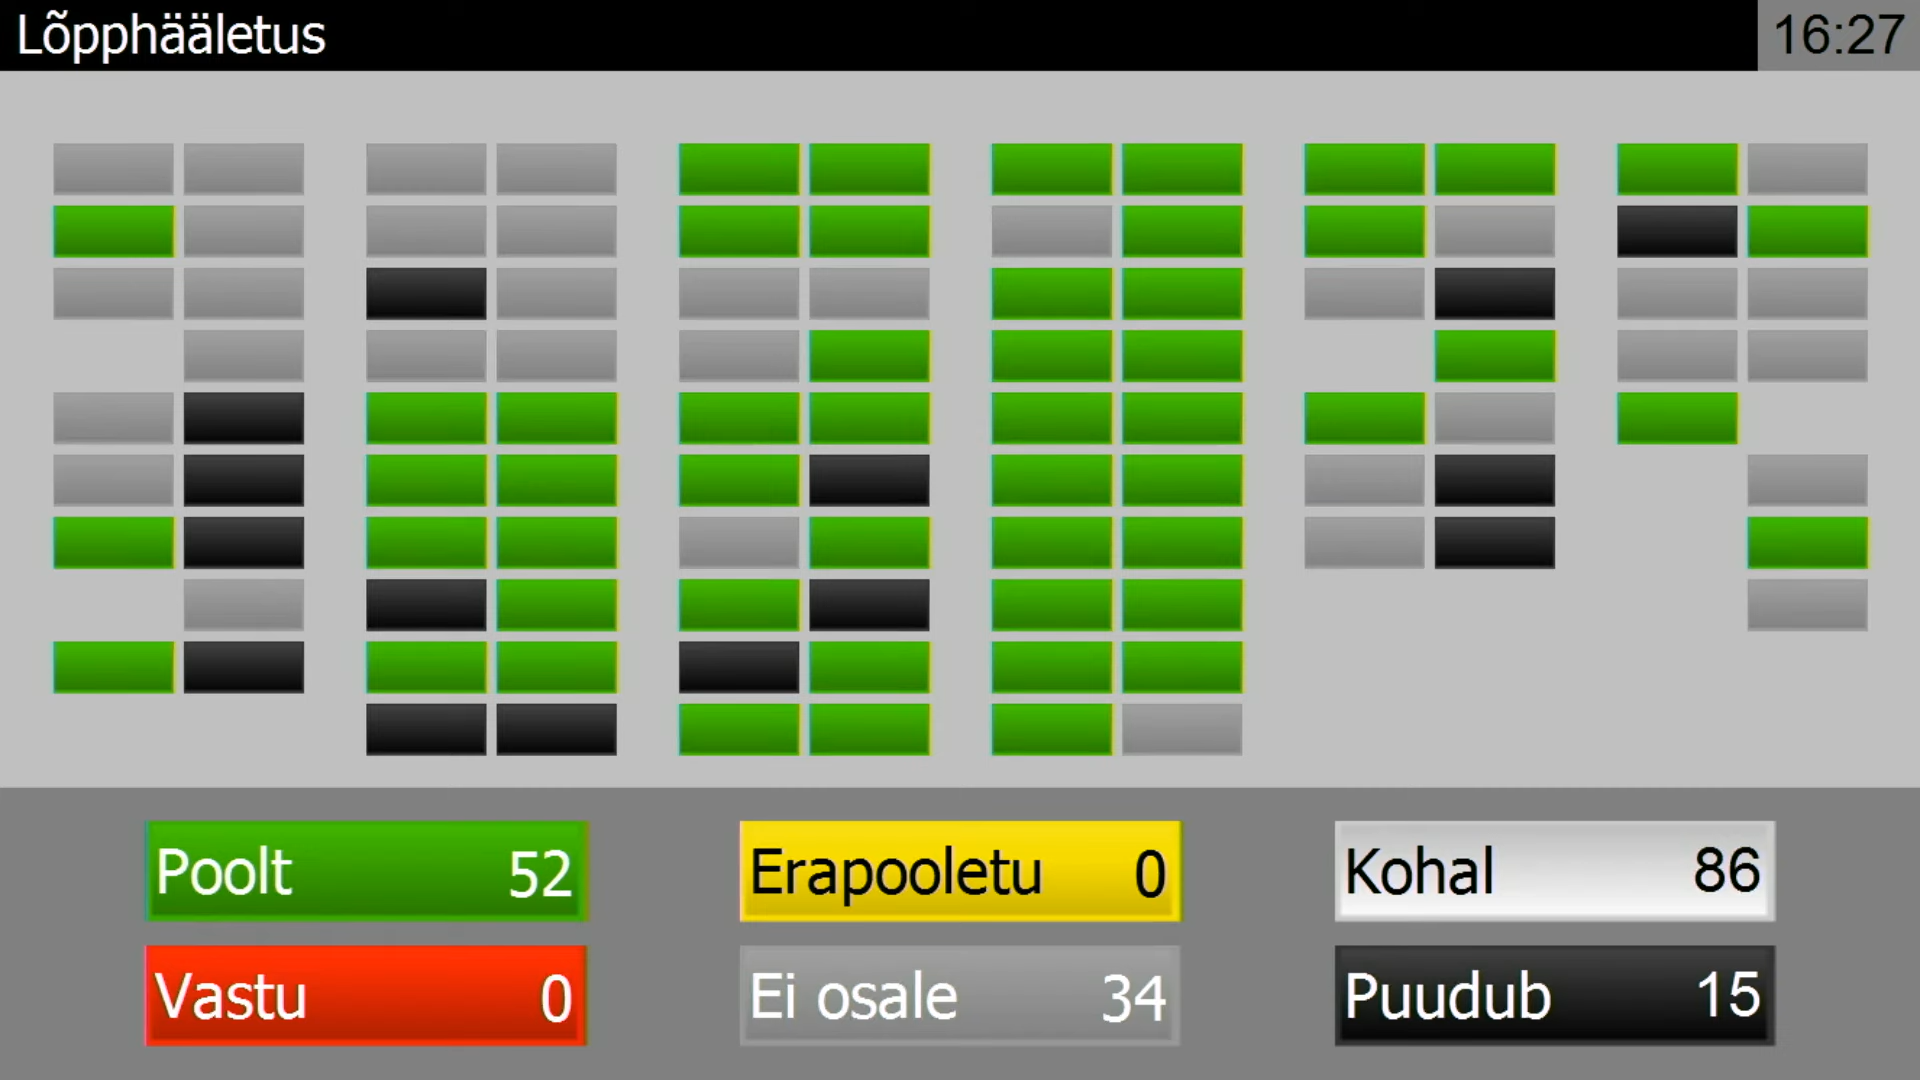 Lõpphääletus 16:27
Poolt 52 Erapooletu 0 Kohal 86
Vastu 0 Ei osale 34 Puudub 15